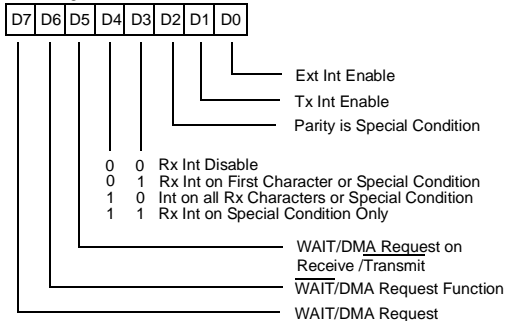 D7 D6 D5 D4 D3 D2 D1 D0
Ext Int Enable
Tx Int Enable
Parity is Special Condition
0 0 Rx Int Disable
0 1 Rx Int on First Character or Special Condition
1 0 Int on all Rx Characters or Special Condition
1 1 Rx Int on Special Condition Only
WAIT/DMA Request on
Receive /Transmit
WAIT/DMA Request Function
WAIT/DMA Request